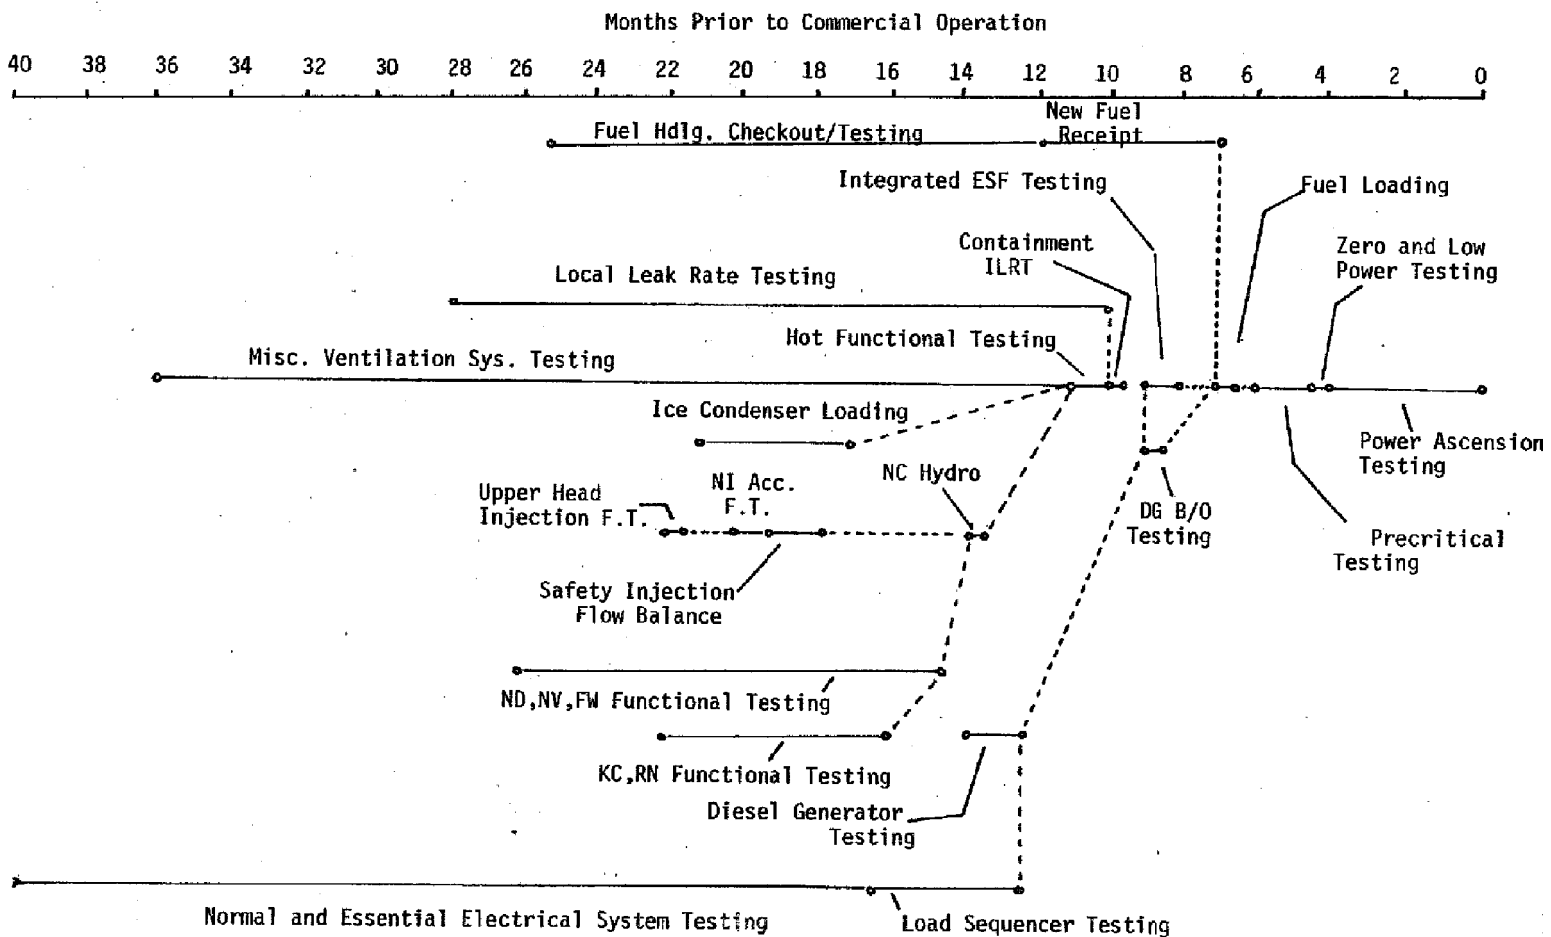 Months Prior to Commercial Operation
40 38 36 34 32 30 28 26 24 22 20 18 16 14 12 10 8 6 4 2 0
New Fuel
Receipt
Fuel Hdlg. Checkout/Testing
Integrated ESF Testing
Fuel Loading
Containment
ILRT
Zero and Low
Power Testing
Local Leak Rate Testing
Hot Functional Testing
Misc. Ventilation Sys. Testing
Ice Condenser Loading
Power Ascension
Testing
NC Hydro
NI Acc.
F.T.
Upper Head
Injection F.T.
DG B/O
Testing
Precritical
Testing
Safety Injection
Flow Balance
ND,NV,FW Functional Testing
KC,RN Functional Testing
Diesel Generator
Testing
Normal and Essential Electrical System Testing
Load Sequencer Testing